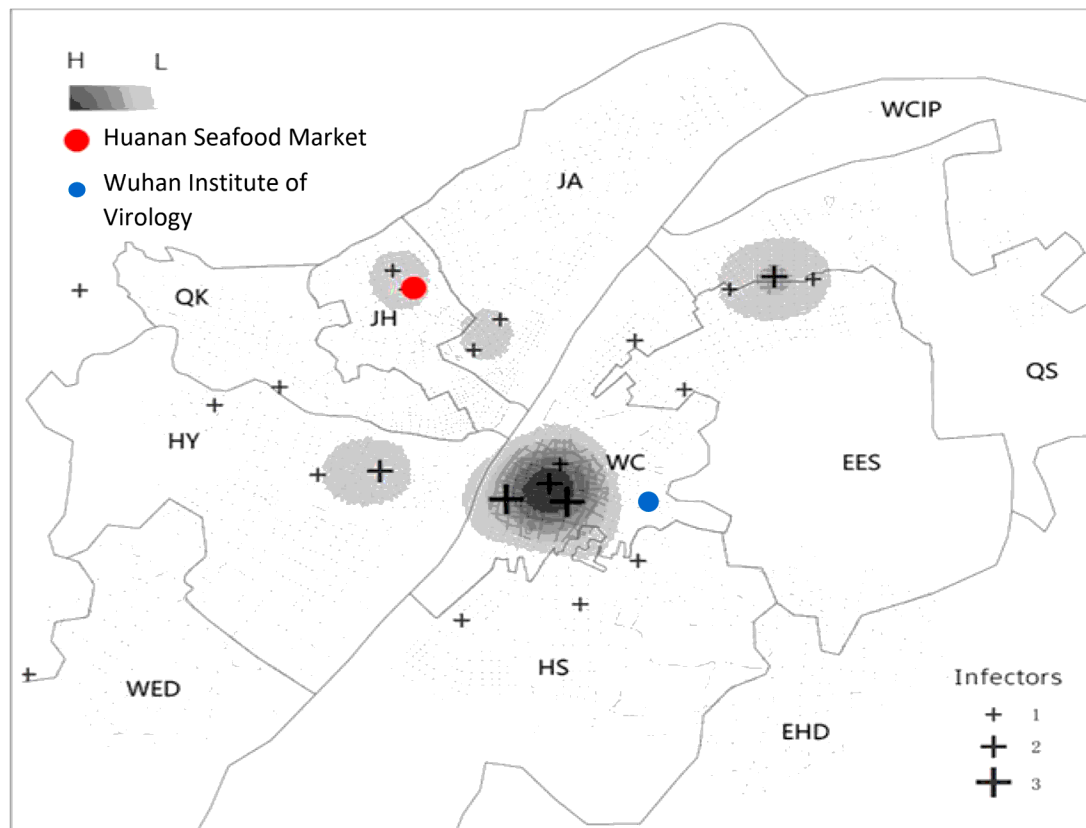 H L
Huanan Seafood Market
Wuhan Institute of
Virology
WCIP
JA
QK
JH
QS
HY
WC
EES
WED
HS
EHD
Infectors
1
2
3